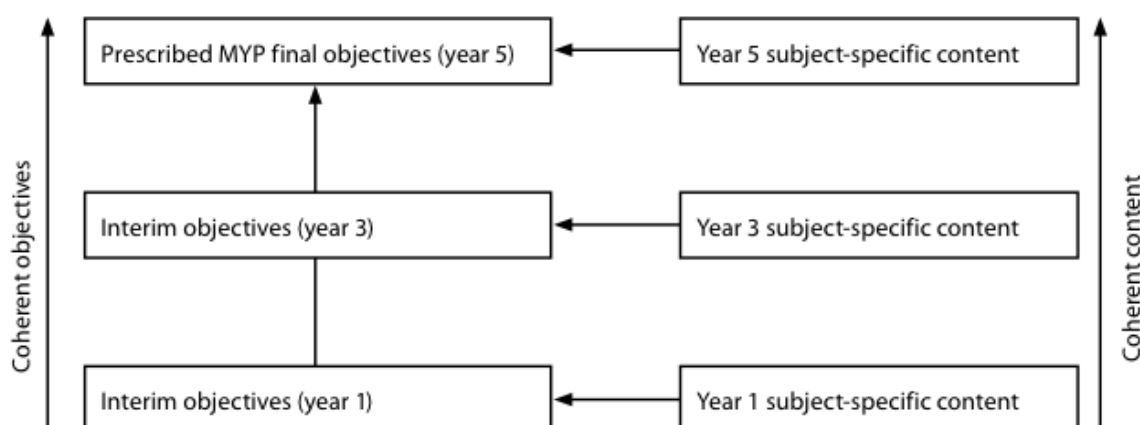 Prescribed MYP final objectives (year 5)
Year 5 subject-specific content
Interim objectives (year 3)
Year 3 subject-specific content
Interim objectives (year 1)
Year 1 subject-specific content
Coherent objectives
Coherent content